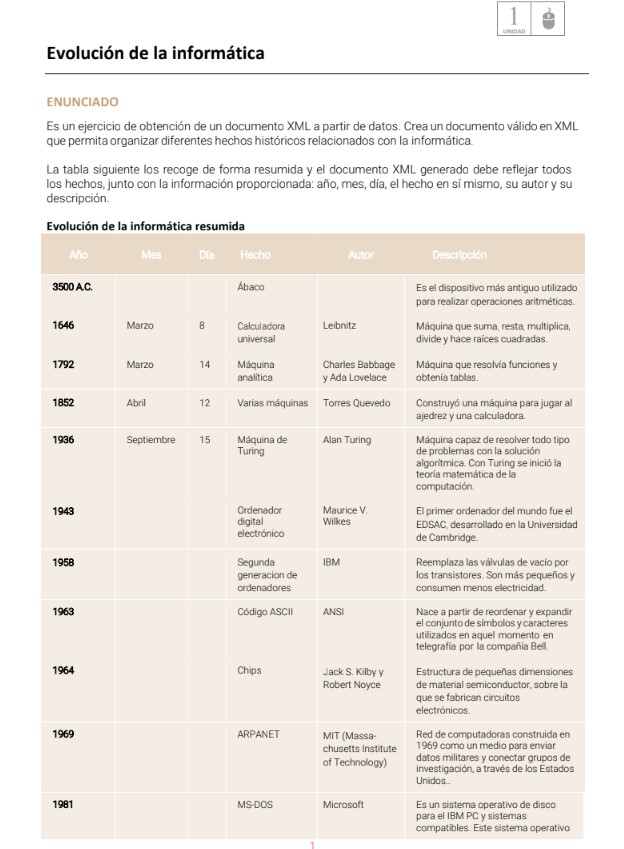 1
UNIDAD
Evolución de la informática
ENUNCIADO
Es un ejercicio de obtención de un documento XML a partir de datos. Crea un documento válido en XML
que permita organizar diferentes hechos históricos relacionados con la informática.
La tabla siguiente los recoge de forma resumida y el documento XML generado debe reflejar todos
los hechos, junto con la información proporcionada: año, mes, día, el hecho en sí mismo, su autor y su
descripción.
Evolución de la informática resumida
Año Mes Día Hecho Autor Descripción
3500 A.C. Ábaco Es el dispositivo más antiguo utilizado
para realizar operaciones aritméticas.
1646 Marzo 8 Calculadora Leibnitz Máquina que suma, resta, multiplica,
universal divide y hace raíces cuadradas.
1792 Marzo 14 Máquina Charles Babbage Máquina que resolvía funciones y
analítica y Ada Lovelace obtenía tablas.
1852 Abril 12 Varias máquinas Torres Quevedo Construyó una máquina para jugar al
ajedrez y una calculadora.
1936 Septiembre 15 Máquina de Alan Turing Máquina capaz de resolver todo tipo
Turing de problemas con la solución
algorítmica. Con Turing se inició la
teoría matemática de la
computación.
1943 Ordenador Maurice V. El primer ordenador del mundo fue el
digital Wilkes EDSAC, desarrollado en la Universidad
electrónico de Cambridge.
1958 Segunda IBM Reemplaza las válvulas de vacío por
generacion de los transistores. Son más pequeños y
ordenadores consumen menos electricidad.
1963 Código ASCII ANSI Nace a partir de reordenar y expandir
el conjunto de símbolos y caracteres
utilizados en aquel momento en
telegrafía por la compañía Bell.
1964 Chips Jack S. Kilby y Estructura de pequeñas dimensiones
Robert Noyce de material semiconductor, sobre la
que se fabrican circuitos
electrónicos.
1969 ARPANET MIT (Massa- Red de computadoras construida en
chusetts Institute 1969 como un medio para enviar
of Technology) datos militares y conectar grupos de
investigación, a través de los Estados
Unidos..
1981 MS-DOS Microsoft Es un sistema operativo de disco
para el IBM PC y sistemas
compatibles. Este sistema operativo
1